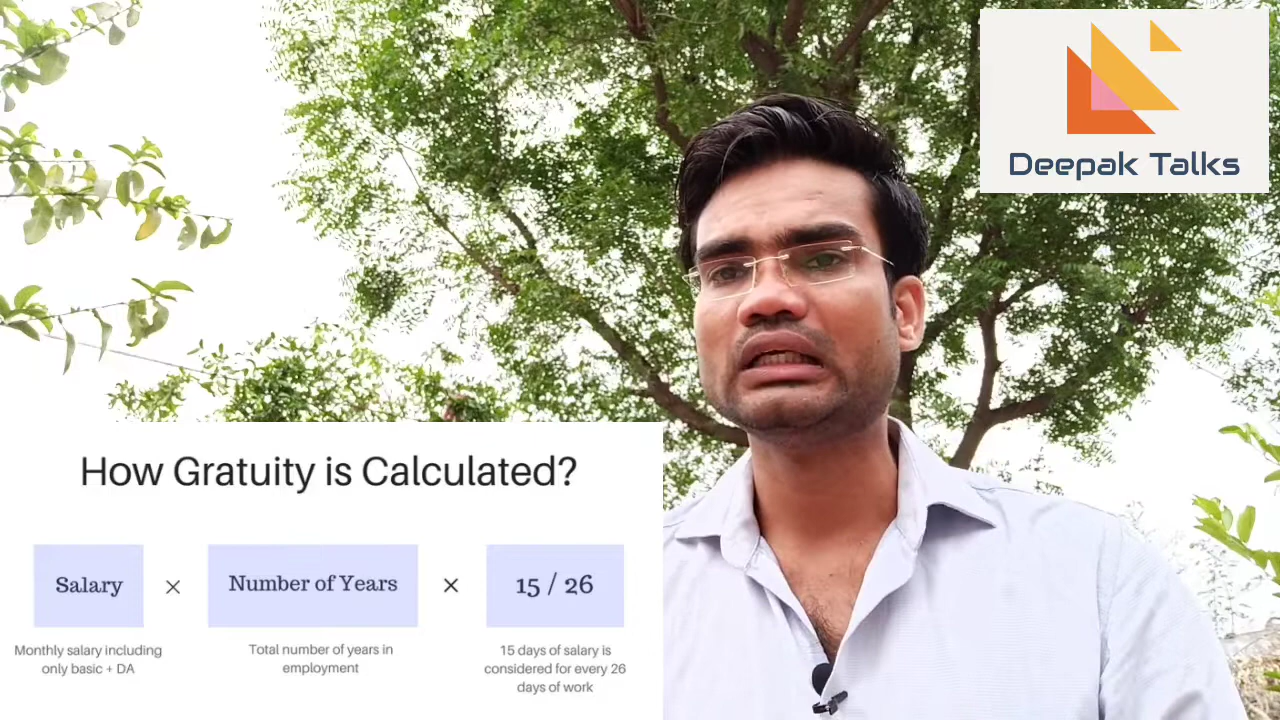 Deepak Talks
How Gratuity is Calculated?
Salary × Number of Years × 15 / 26
Monthly salary including
only basic + DA
Total number of years in
employment
15 days of salary is
considered for every 26
days of work